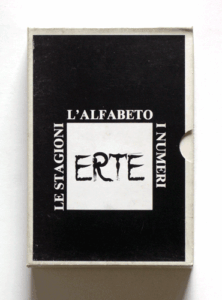 L'ALFABETO
LE STAGIONI
I NUMERI
ERTE